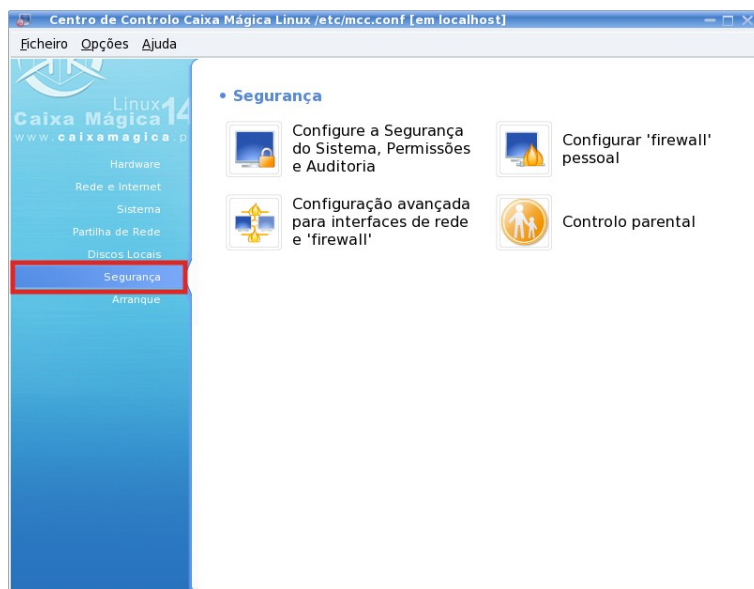 Centro de Controlo Caixa Mágica Linux /etc/mcc.conf [em localhost]
Ficheiro Opções Ajuda
Linux 14
Caixa Mágica
www.caixamagica.p
Hardware
Rede e Internet
Sistema
Partilha de Rede
Discos Locais
Segurança
Arranque
• Segurança
Configure a Segurança
do Sistema, Permissões
e Auditoria
Configurar 'firewall'
pessoal
Configuração avançada
para interfaces de rede
e 'firewall'
Controlo parental